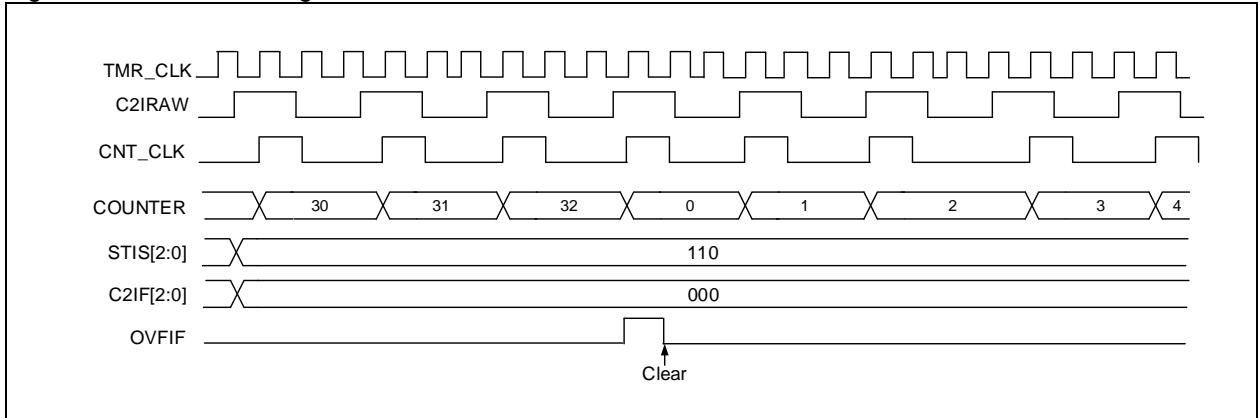 TMR_CLK
C2IRAW
CNT_CLK
COUNTER 30 31 32 0 1 2 3 4
STIS[2:0] 110
C2IF[2:0] 000
OVFIF
Clear